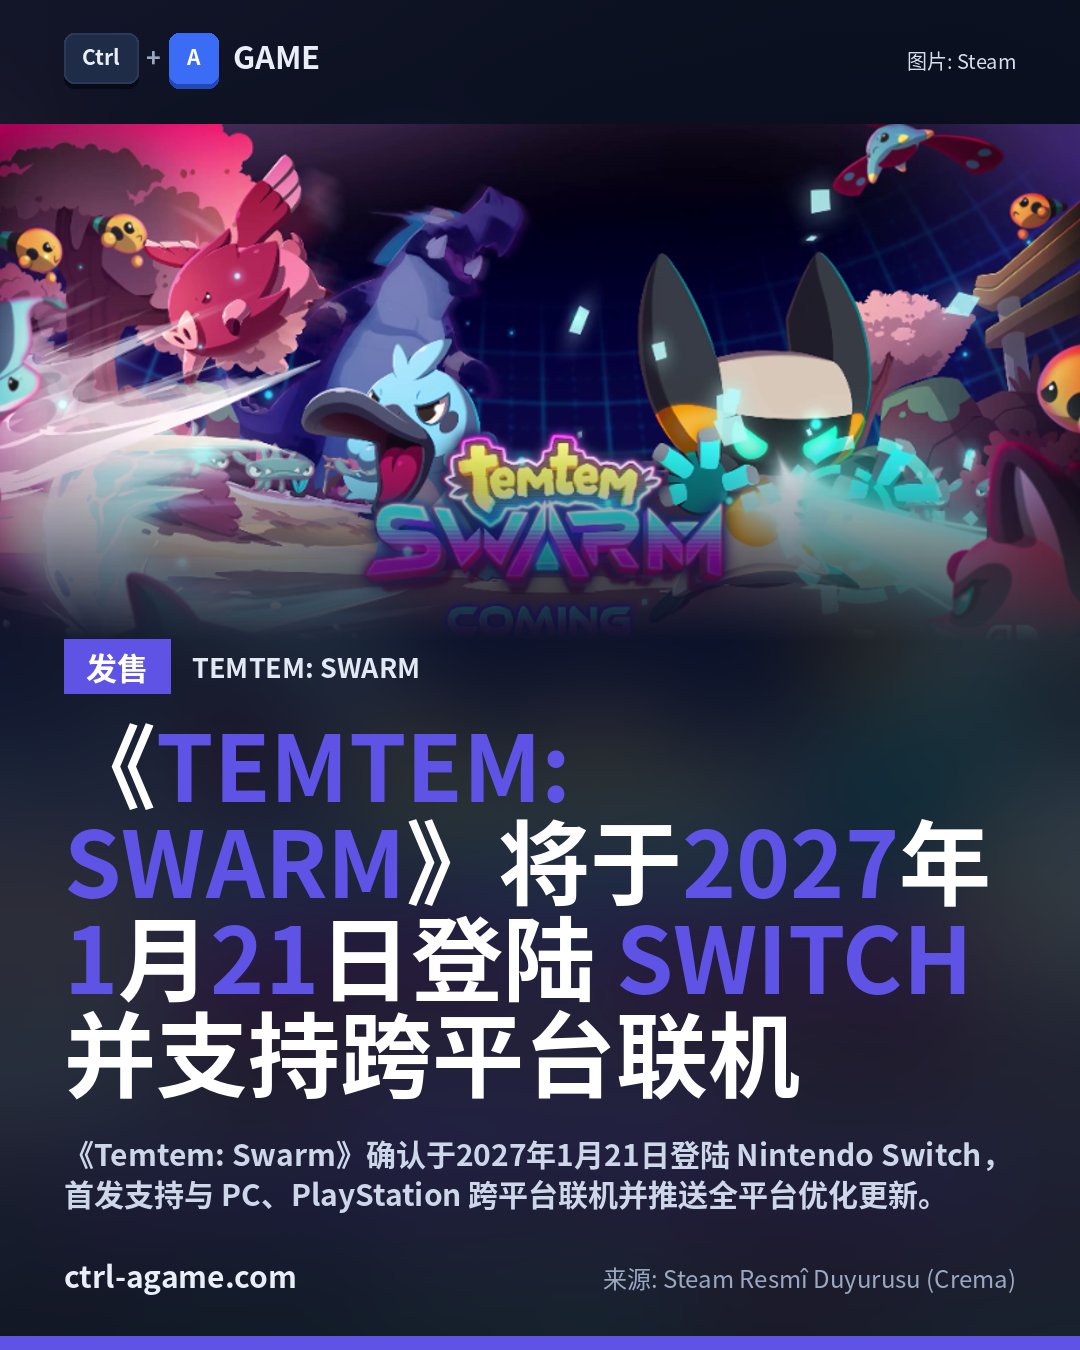 Ctrl + A GAME
图片: Steam
temtem
SWARM
COMING
发售 TEMTEM: SWARM
《TEMTEM:
SWARM》将于2027年
1月21日登陆 SWITCH
并支持跨平台联机
《Temtem: Swarm》确认于2027年1月21日登陆 Nintendo Switch，
首发支持与 PC、PlayStation 跨平台联机并推送全平台优化更新。
ctrl-agame.com
来源: Steam Resmî Duyurusu (Crema)